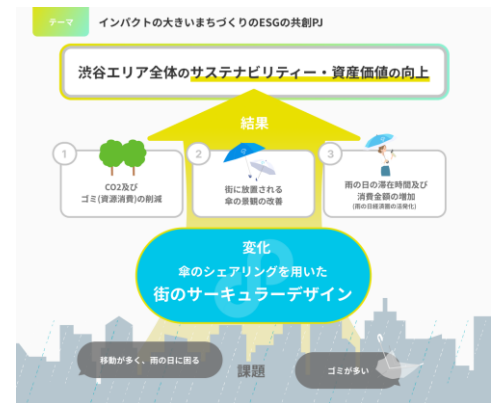 テーマ
インパクトの大きいまちづくりのESGの共創PJ
渋谷エリア全体のサステナビリティー・資産価値の向上
結果
1
CO2及び
ゴミ(資源消費)の削減
2
街に放置される
傘の景観の改善
3
雨の日の滞在時間及び
消費金額の増加
(雨の日経済圏の活発化)
変化
傘のシェアリングを用いた
街のサーキュラーデザイン
移動が多く、雨の日に困る
課題
ゴミが多い